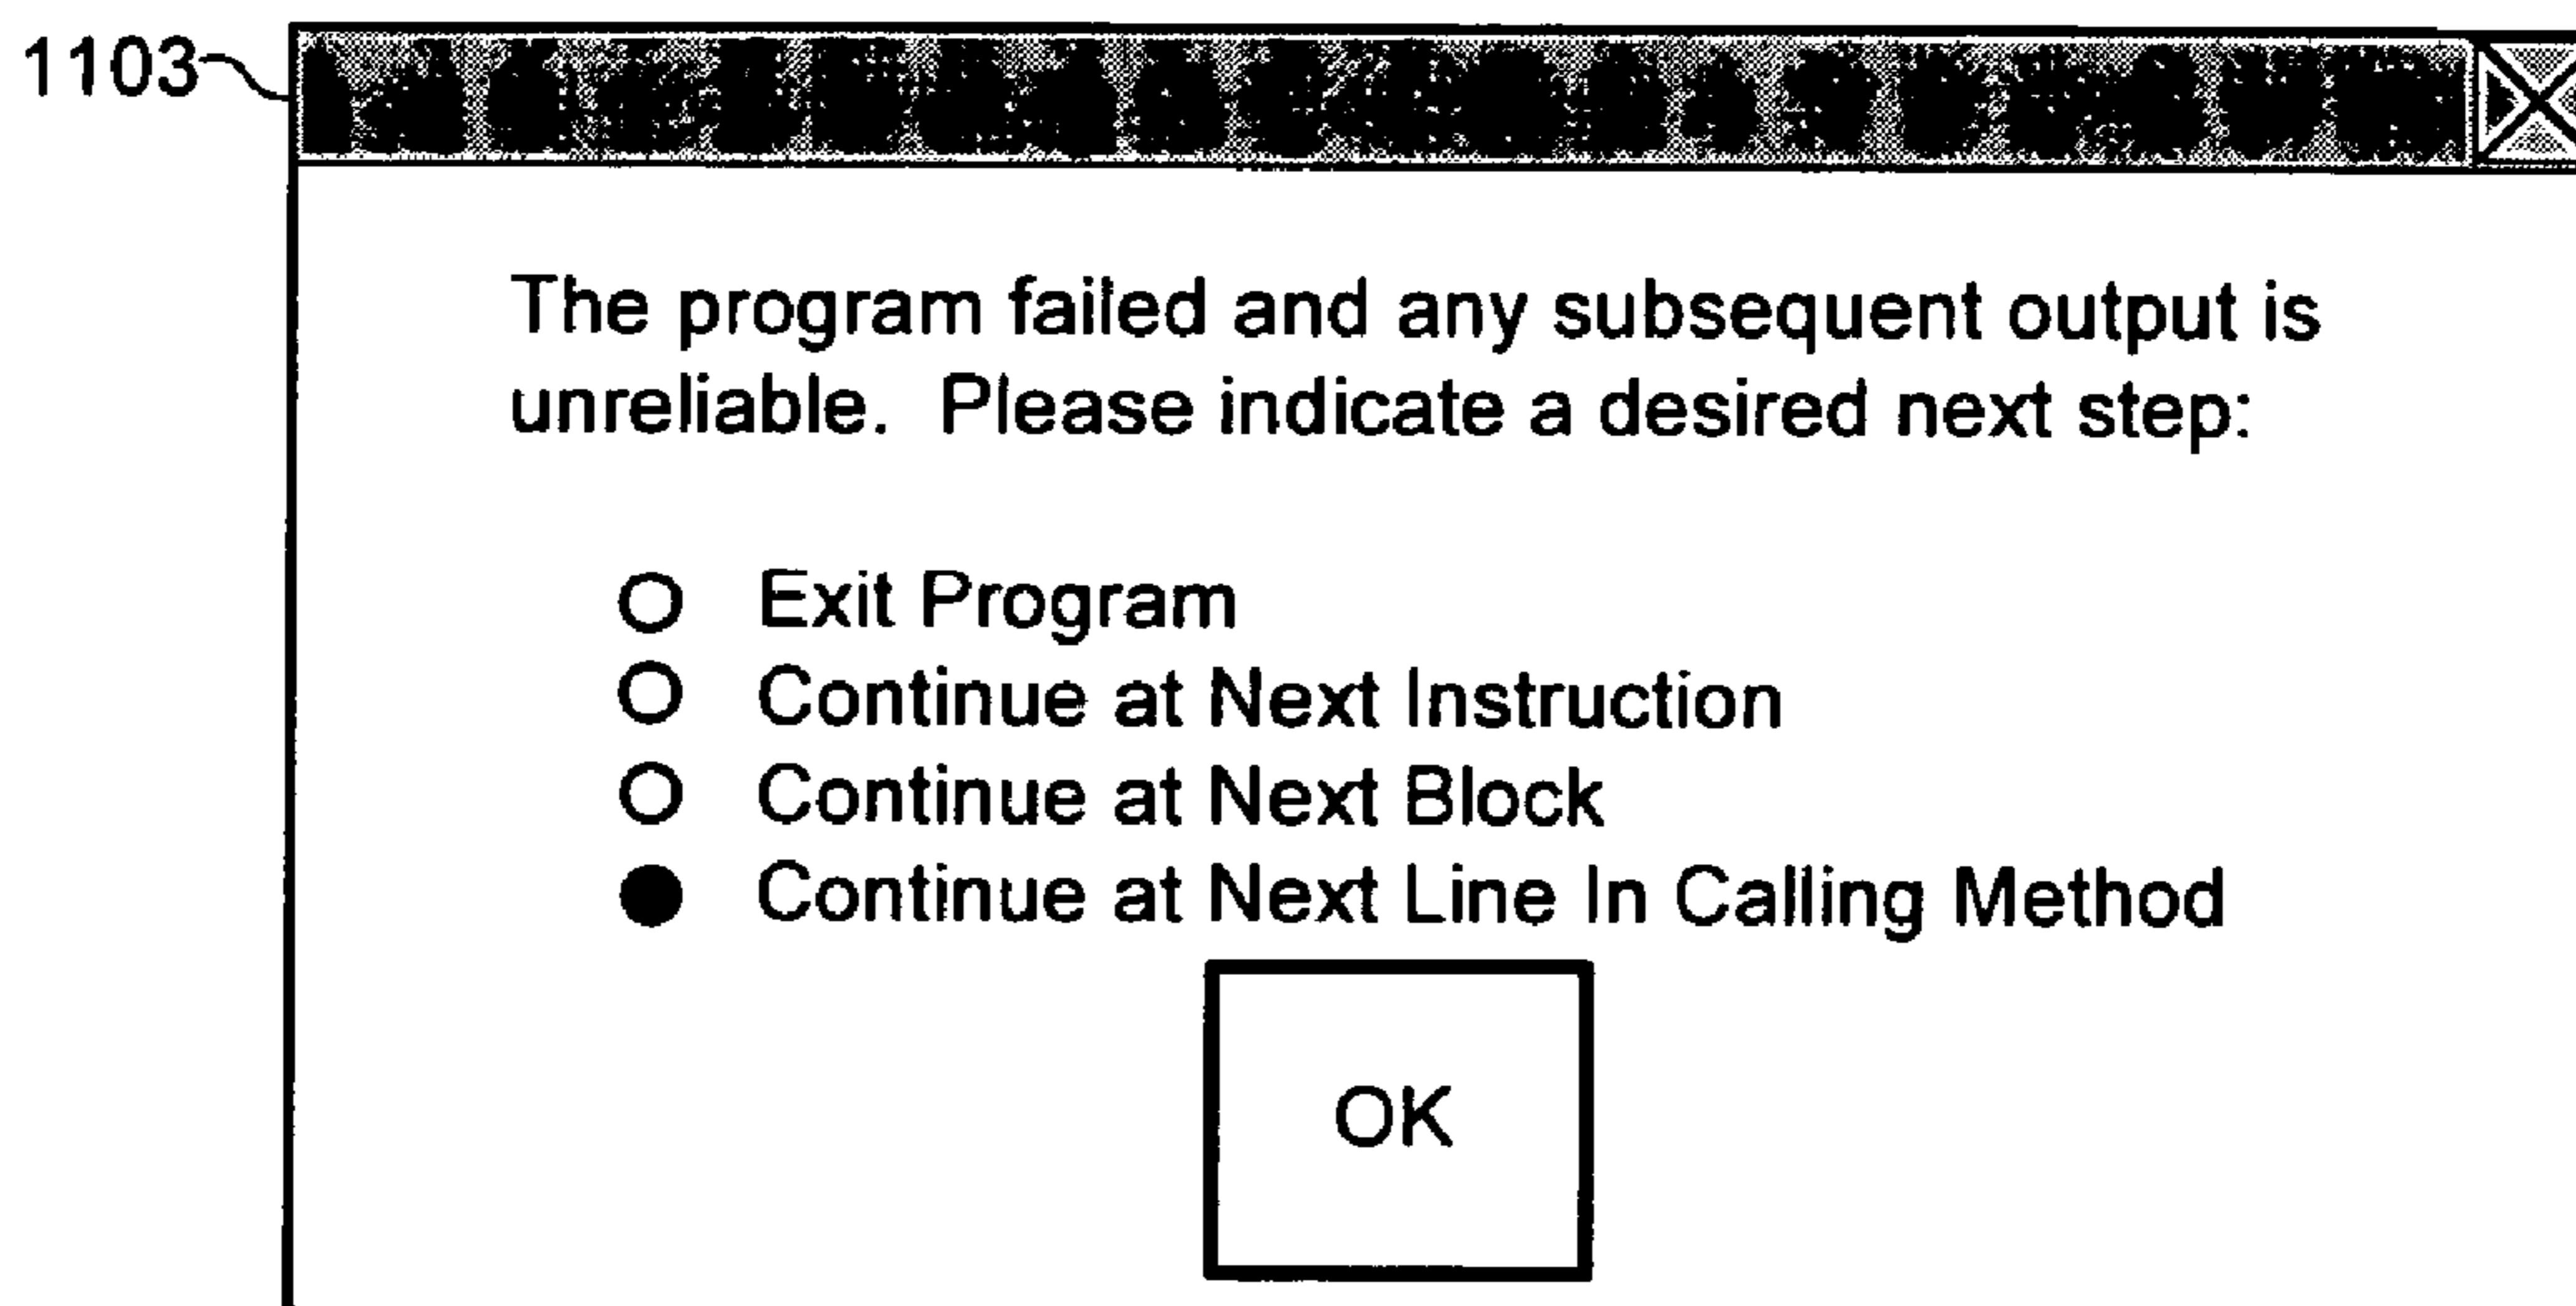 1103
The program failed and any subsequent output is
unreliable. Please indicate a desired next step:
Exit Program
Continue at Next Instruction
Continue at Next Block
Continue at Next Line In Calling Method
OK